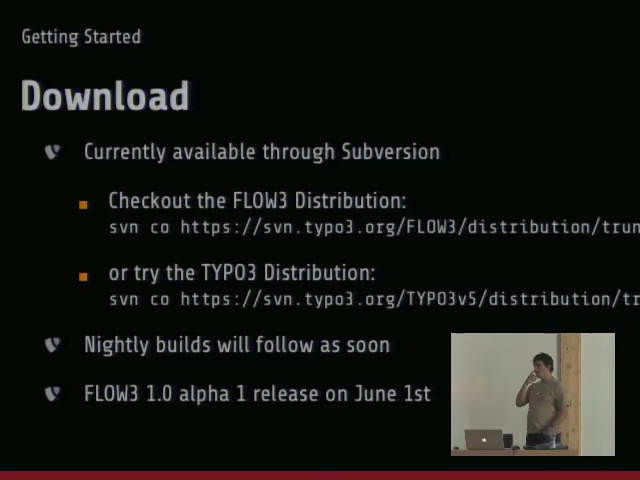 Getting Started
Download
Currently available through Subversion
Checkout the FLOW3 Distribution:
svn co https://svn.typo3.org/FLOW3/distribution/trun
or try the TYPO3 Distribution:
svn co https://svn.typo3.org/TYPO3v5/distribution/tr
Nightly builds will follow as soon
FLOW3 1.0 alpha 1 release on June 1st